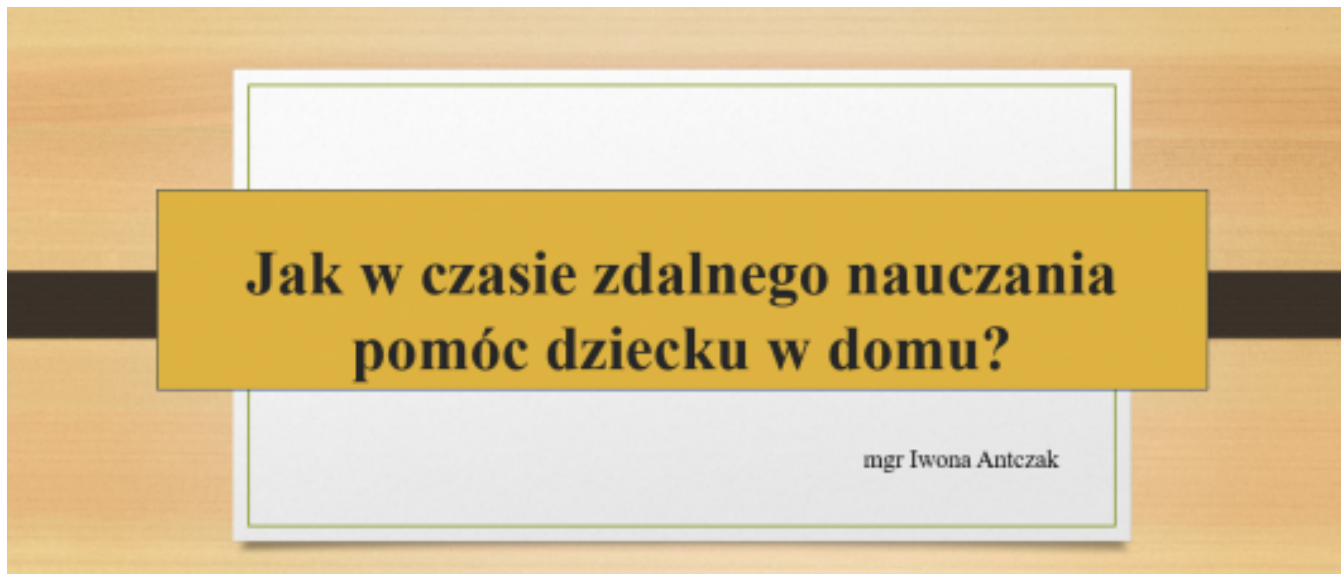 Jak w czasie zdalnego nauczania
pomóc dziecku w domu?
mgr Iwona Antczak